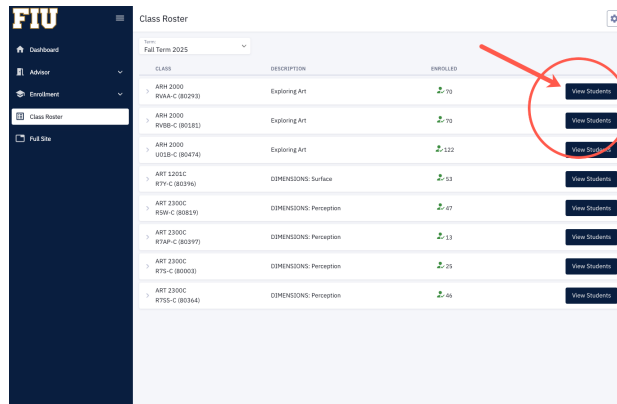 FIU
Class Roster
Term
Fall Term 2025
Dashboard
Advisor
Enrollment
Class Roster
Full Site
CLASS DESCRIPTION ENROLLED
ARH 2000
RVAA-C (80293) Exploring Art 70 View Students
ARH 2000
RVBB-C (80181) Exploring Art 70 View Students
ARH 2000
U01B-C (80474) Exploring Art 122 View Students
ART 1201C
R7Y-C (80396) DIMENSIONS: Surface 53 View Students
ART 2300C
R5W-C (80819) DIMENSIONS: Perception 47 View Students
ART 2300C
R7AP-C (80397) DIMENSIONS: Perception 13 View Students
ART 2300C
R7S-C (80003) DIMENSIONS: Perception 25 View Students
ART 2300C
R7SS-C (80364) DIMENSIONS: Perception 46 View Students